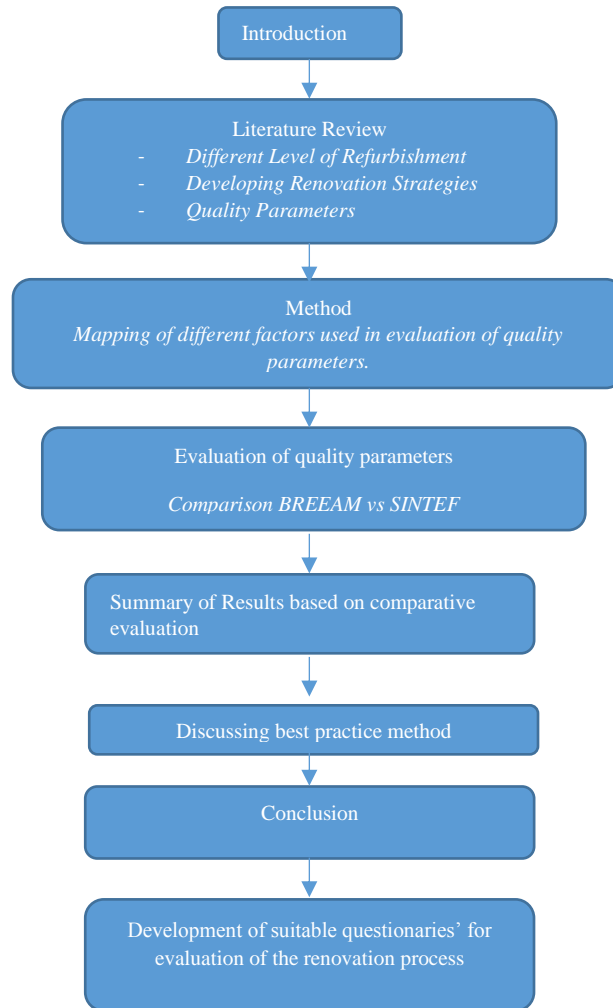 Introduction
Literature Review
- Different Level of Refurbishment
- Developing Renovation Strategies
- Quality Parameters
Method
Mapping of different factors used in evaluation of quality
parameters.
Evaluation of quality parameters
Comparison BREEAM vs SINTEF
Summary of Results based on comparative
evaluation
Discussing best practice method
Conclusion
Development of suitable questionaries’ for
evaluation of the renovation process